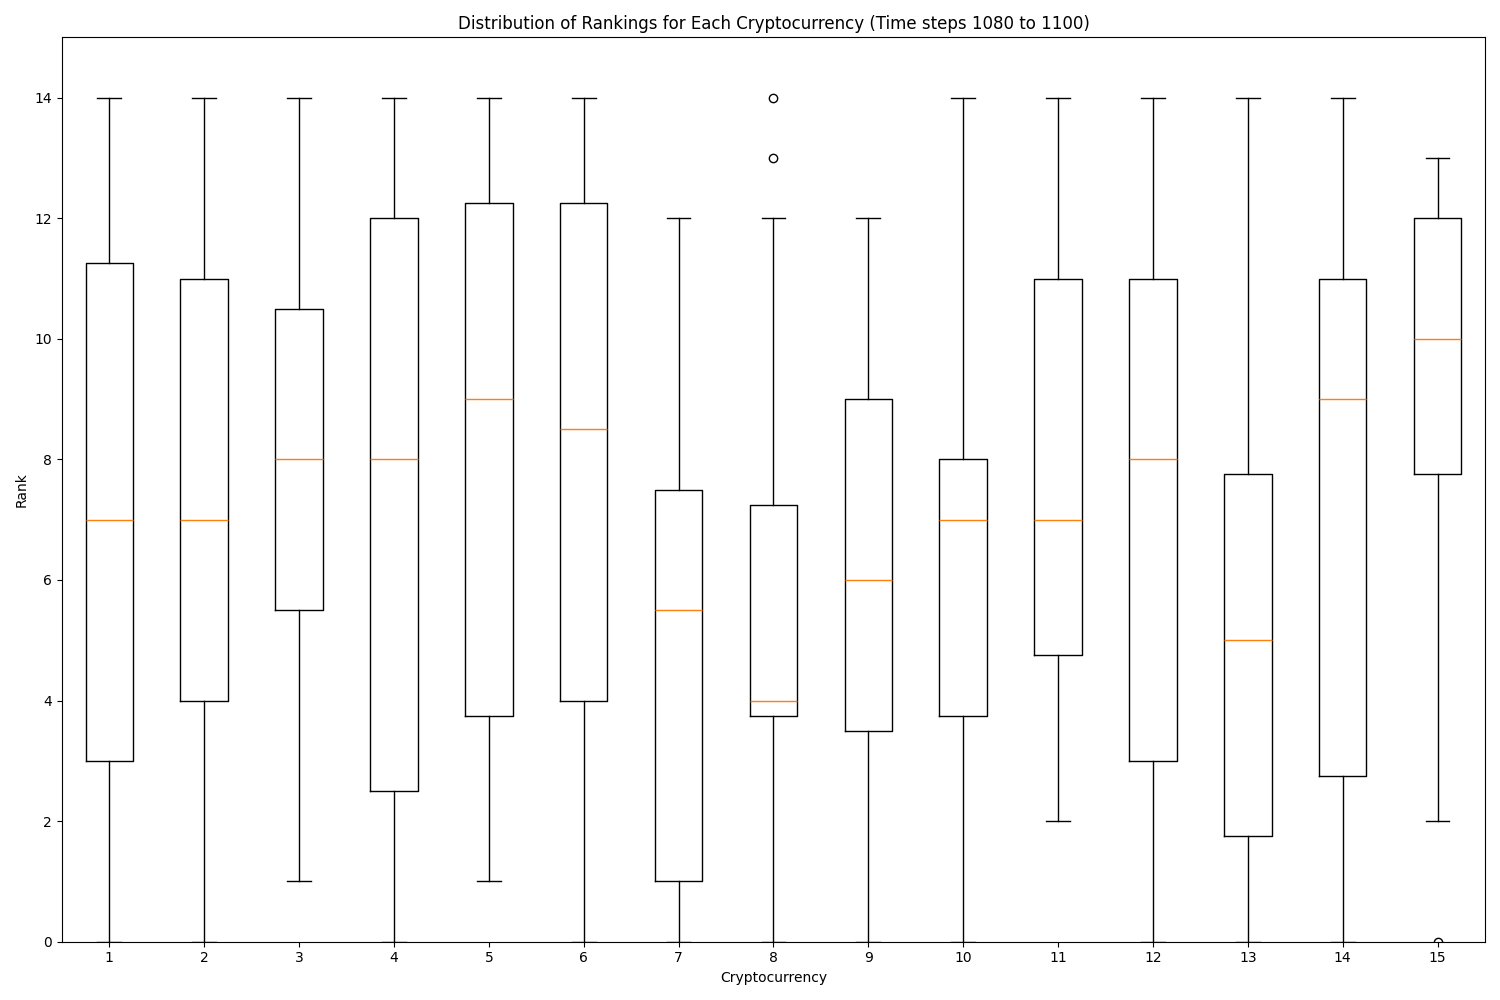 Distribution of Rankings for Each Cryptocurrency (Time steps 1080 to 1100)
14
12
10
8
6
4
2
0
Rank
1 2 3 4 5 6 7 8 9 10 11 12 13 14 15
Cryptocurrency